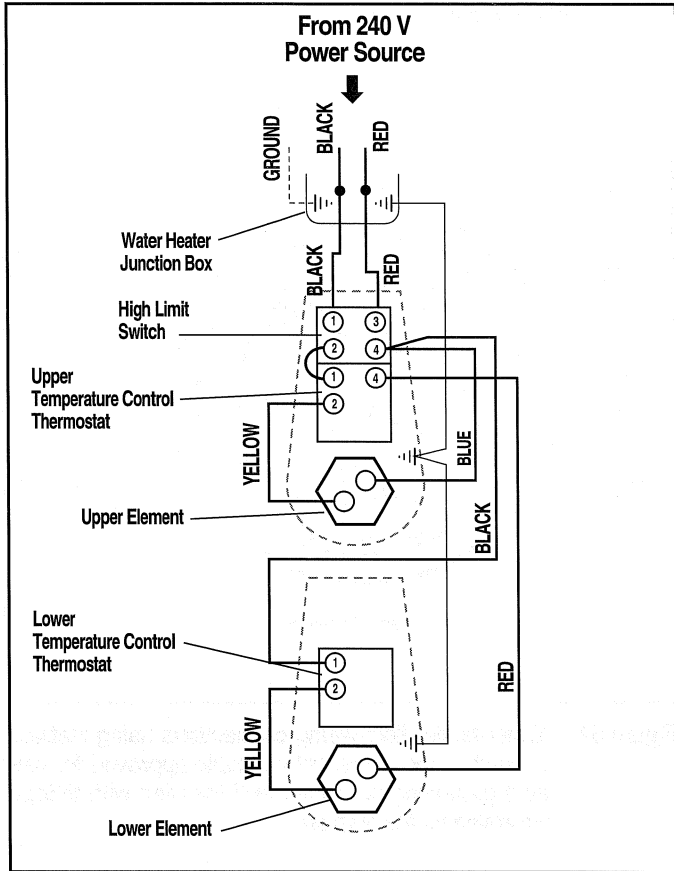 From 240 V
Power Source
GROUND
BLACK
RED
Water Heater
Junction Box
BLACK
RED
High Limit
Switch
1
3
2
4
Upper
Temperature Control
Thermostat
1
4
2
YELLOW
BLUE
Upper Element
BLACK
Lower
Temperature Control
Thermostat
1
2
RED
YELLOW
Lower Element